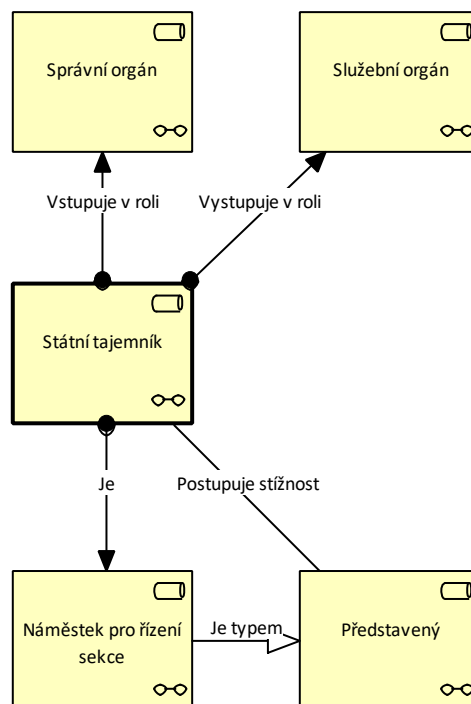 Správní orgán
Služební orgán
Vstupuje v roli
Vystupuje v roli
Státní tajemník
Je
Postupuje stížnost
Náměstek pro řízení
sekce
Je typem
Představený